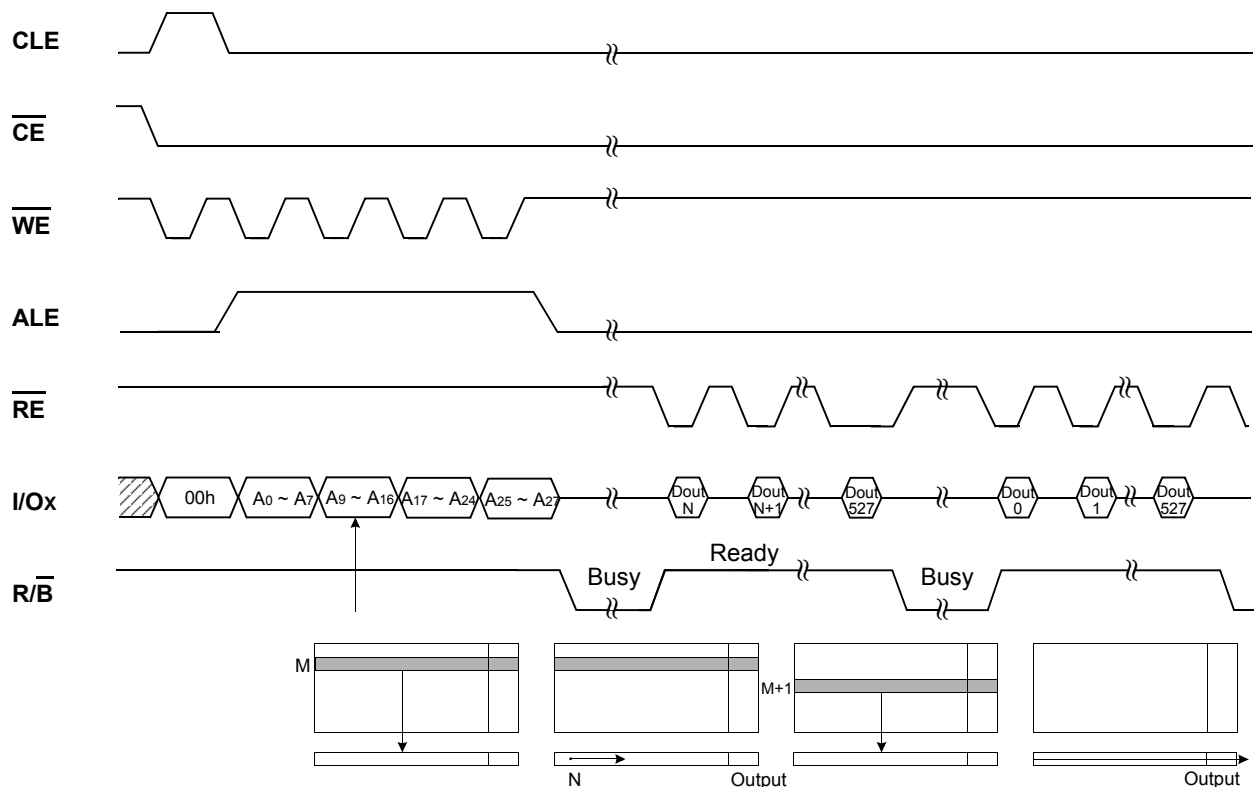 CLE
CE
WE
ALE
RE
I/Ox
00h
A0 ~ A7
A9 ~ A16
A17 ~ A24
A25 ~ A27
Dout
N
Dout
N+1
Dout
527
Dout
0
Dout
1
Dout
527
R/B
Busy
Ready
Busy
M
M+1
N
Output
Output